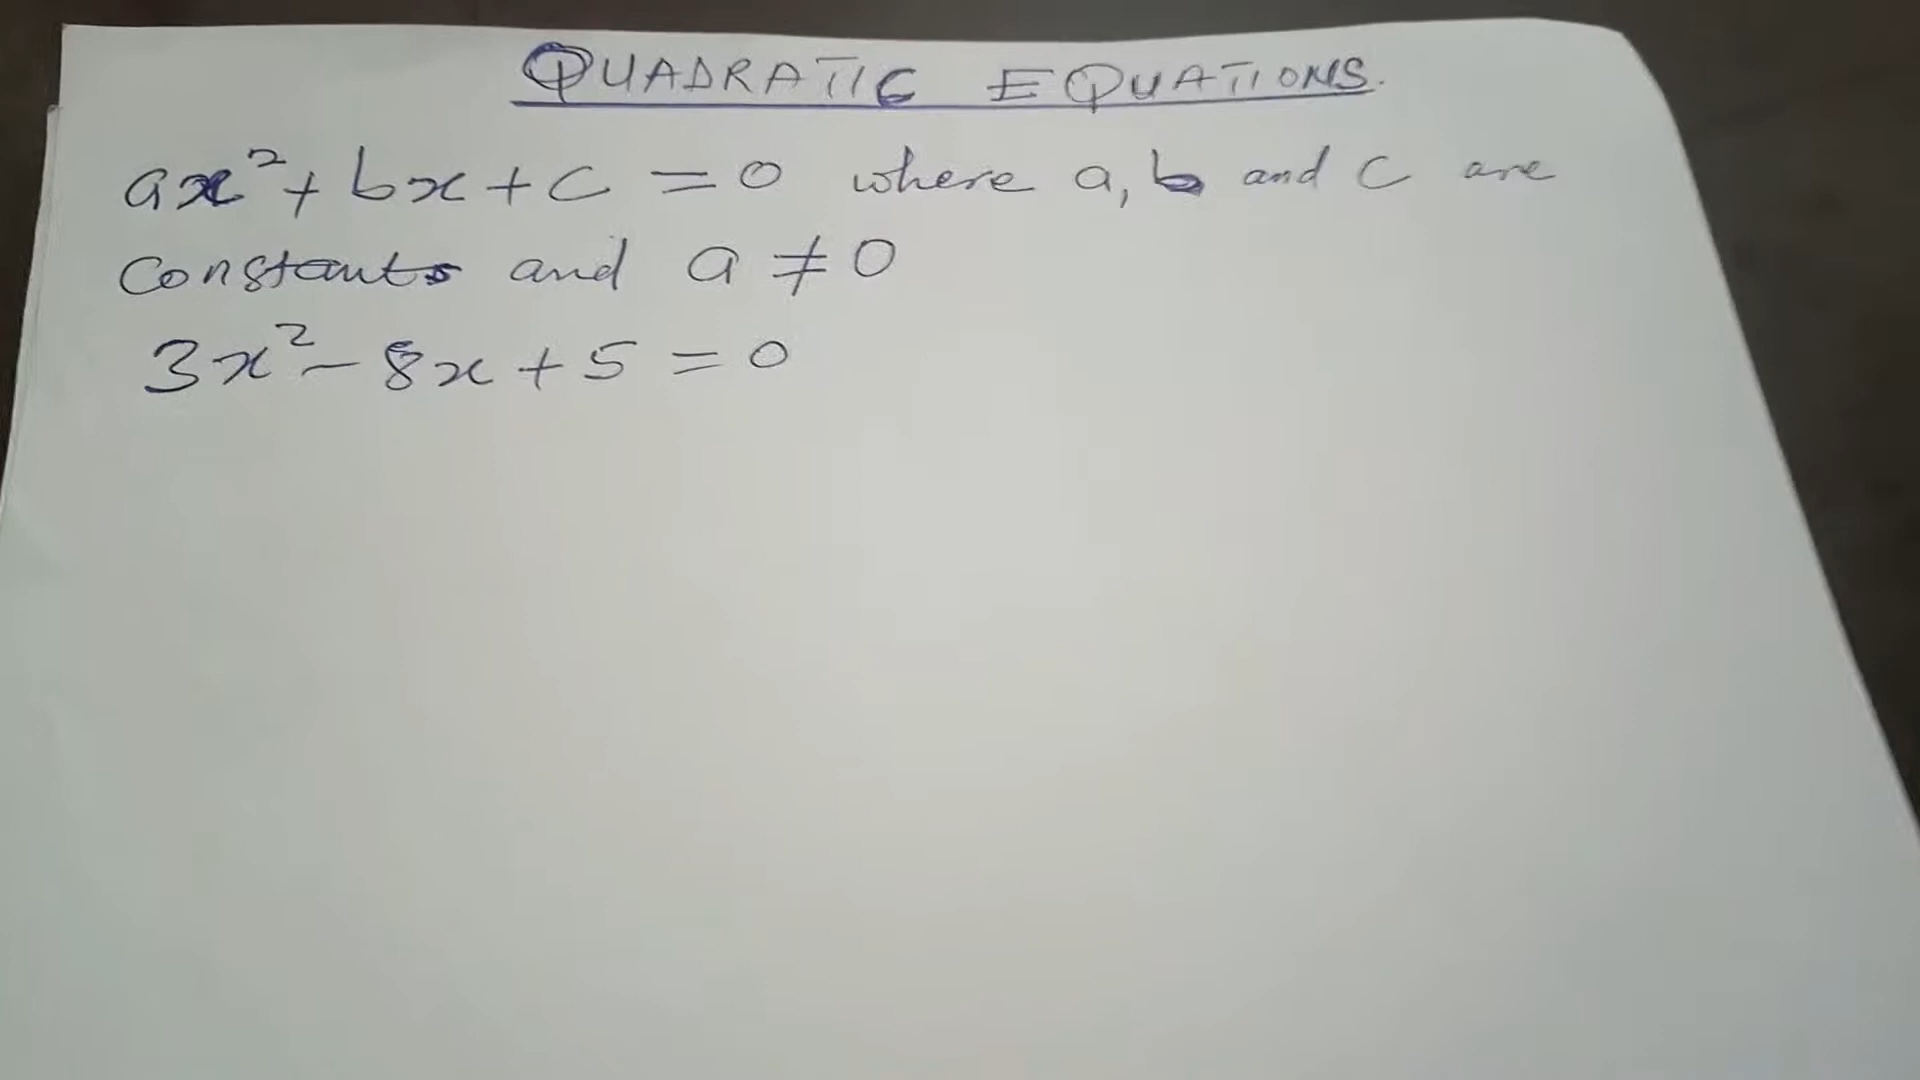 QUADRATIC EQUATIONS.
ax²+bx+c=0 where a, b and c are
constants and a≠0
3x²-8x+5=0